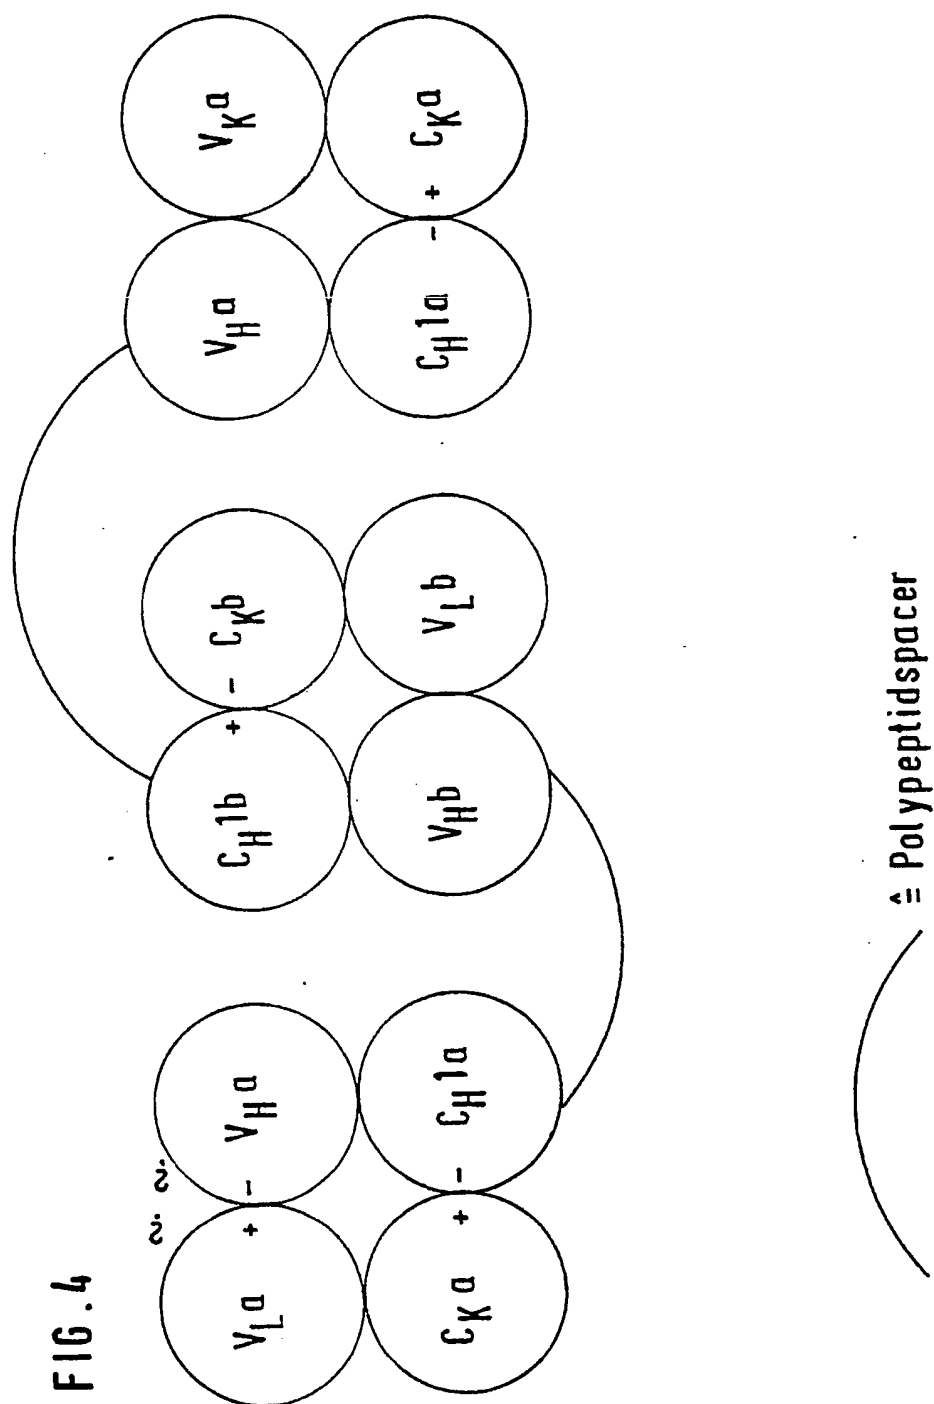 FIG.4
? ?
V_L a + - V_H a C_H 1b + - C_K b V_H a V_K a
C_K a + - C_H 1a V_H b V_L b C_H 1a - + C_K a
≙ Polypeptidspacer